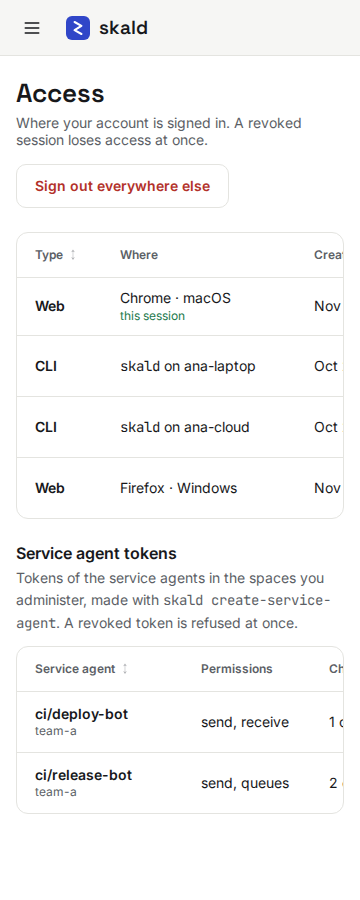 skald
Access
Where your account is signed in. A revoked
session loses access at once.
Sign out everywhere else
Type Where
Chrome · macOS
Web Nov
this session
CLI skald on ana-laptop Oct
CLI skald on ana-cloud Oct
Web Firefox · Windows Nov
Service agent tokens
Tokens of the service agents in the spaces you
administer, made with skald create-service-
agent. A revoked token is refused at once.
Service agent Permissions
ci/deploy-bot
team-a
send, receive 1
ci/release-bot
team-a
send, queues 2